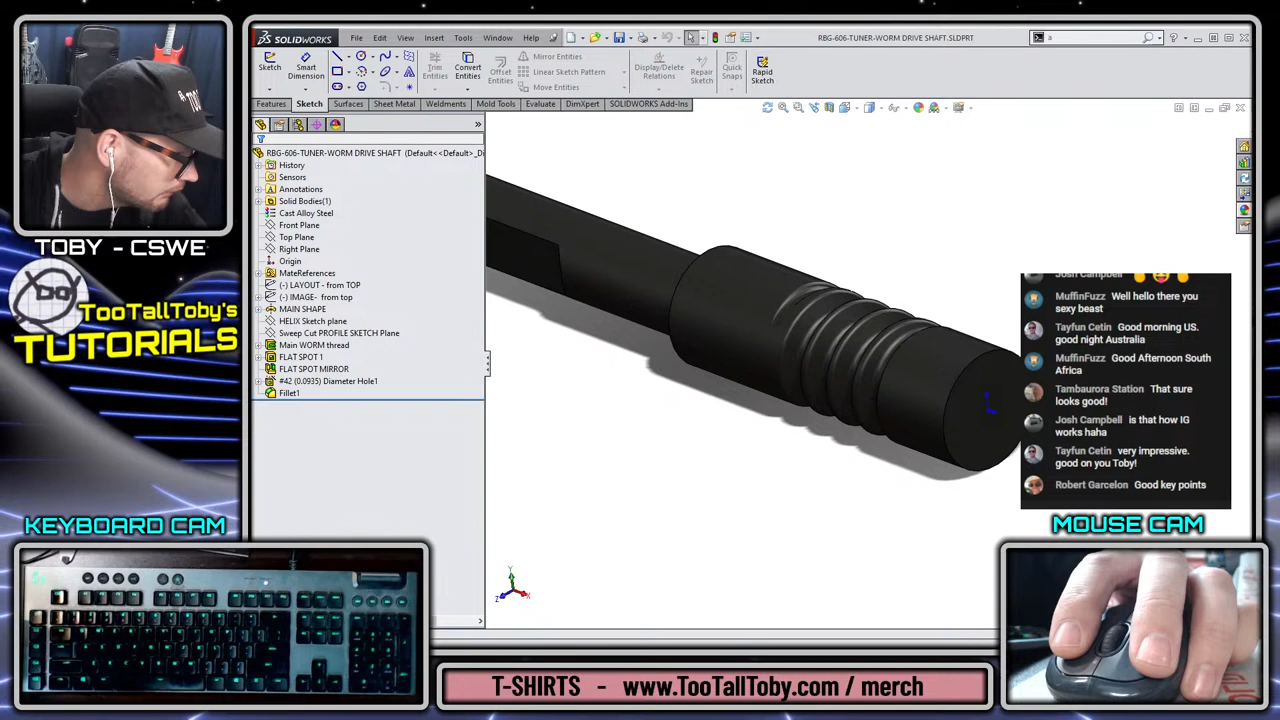 SOLIDWORKS
File
Edit
View
Insert
Tools
Window
Help
RBG-606-TUNER-WORM DRIVE SHAFT.SLDPRT
a
Sketch
Smart Dimension
Trim Entities
Convert Entities
Offset Entities
Mirror Entities
Linear Sketch Pattern
Move Entities
Display/Delete Relations
Repair Sketch
Quick Snaps
Rapid Sketch
Features
Sketch
Surfaces
Sheet Metal
Weldments
Mold Tools
Evaluate
DimXpert
SOLIDWORKS Add-Ins
RBG-606-TUNER-WORM DRIVE SHAFT (Default<<Default>_Di
History
Sensors
Annotations
Solid Bodies(1)
Cast Alloy Steel
Front Plane
Top Plane
Right Plane
Origin
MateReferences
(-) LAYOUT - from TOP
(-) IMAGE- from top
MAIN SHAPE
HELIX Sketch plane
Sweep Cut PROFILE SKETCH Plane
Main WORM thread
FLAT SPOT 1
FLAT SPOT MIRROR
#42 (0.0935) Diameter Hole1
Fillet1
Y
X
Z
TOBY - CSWE
TooTallToby's
TUTORIALS
KEYBOARD CAM
MOUSE CAM
Josh Campbell
MuffinFuzz Well hello there you
sexy beast
Tayfun Cetin Good morning US.
good night Australia
MuffinFuzz Good Afternoon South
Africa
Tambaurora Station That sure
looks good!
Josh Campbell is that how IG
works haha
Tayfun Cetin very impressive.
good on you Toby!
Robert Garcelon Good key points
T-SHIRTS - www.TooTallToby.com / merch